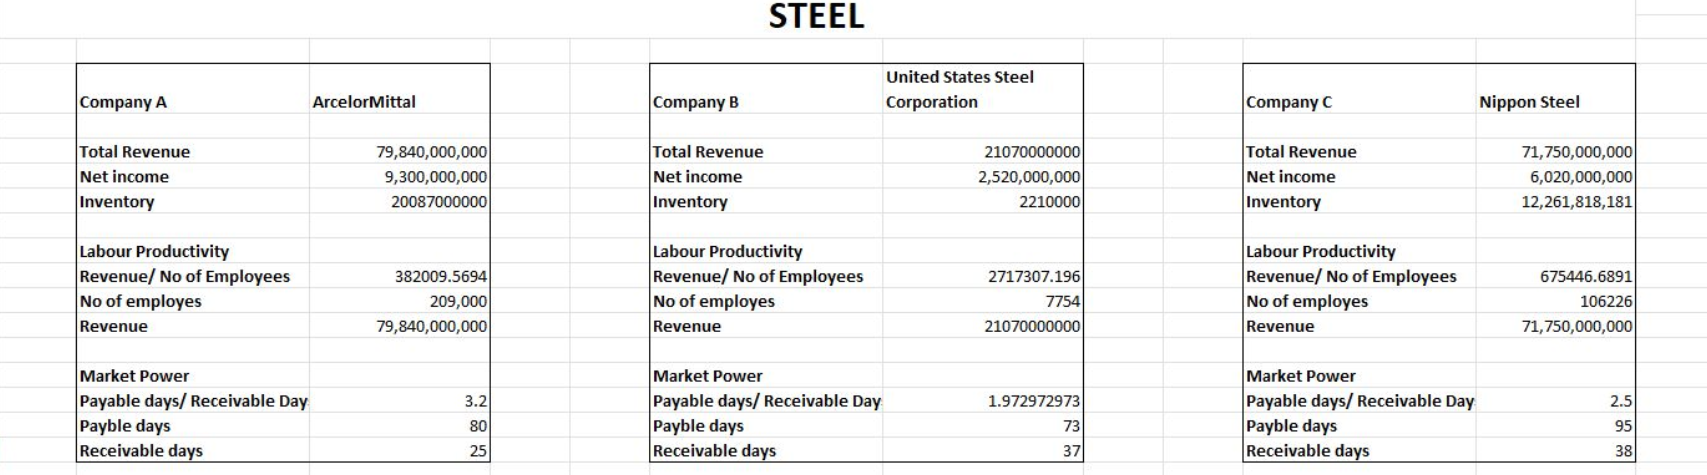 STEEL
Company A ArcelorMittal
Total Revenue 79,840,000,000
Net income 9,300,000,000
Inventory 20087000000
Labour Productivity
Revenue/ No of Employees 382009.5694
No of employes 209,000
Revenue 79,840,000,000
Market Power
Payable days/ Receivable Day
3.2
Payble days 80
Receivable days 25
United States Steel
Company B Corporation
Total Revenue 21070000000
Net income 2,520,000,000
Inventory 2210000
Labour Productivity
Revenue/ No of Employees 2717307.196
No of employes 7754
Revenue 21070000000
Market Power
Payable days/ Receivable Day 1.972972973
Payble days 73
Receivable days 37
Company C Nippon Steel
Total Revenue 71,750,000,000
Net income 6,020,000,000
Inventory 12,261,818,181
Labour Productivity
Revenue/ No of Employees 675446.6891
No of employes 106226
Revenue 71,750,000,000
Market Power
Payable days/ Receivable Day 2.5
Payble days 95
Receivable days 38